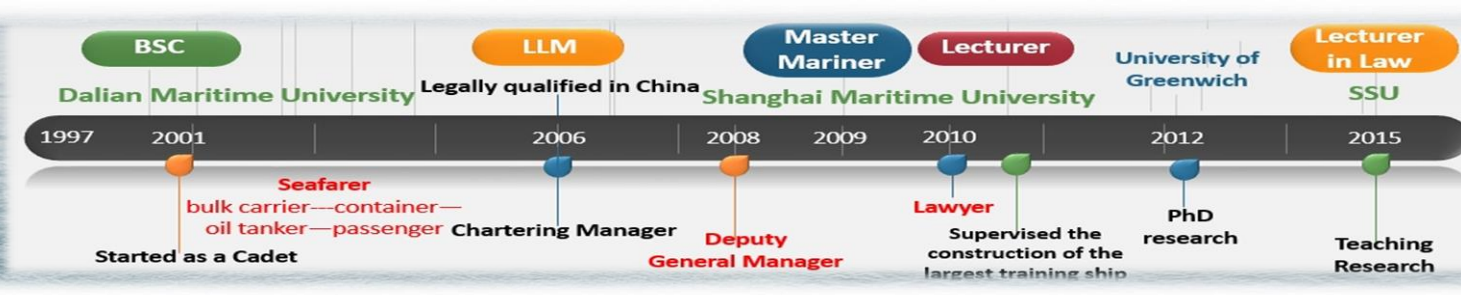 BSC
LLM
Master
Mariner
Lecturer
Lecturer
in Law
University of
Greenwich
Legally qualified in China
Dalian Maritime University
Shanghai Maritime University
SSU
1997 2001 2006 2008 2009 2010 2012 2015
Seafarer
bulk carrier---container—
oil tanker—passenger
Started as a Cadet
Chartering Manager
Deputy
General Manager
Lawyer
Supervised the
construction of the
largest training ship
PhD
research
Teaching
Research